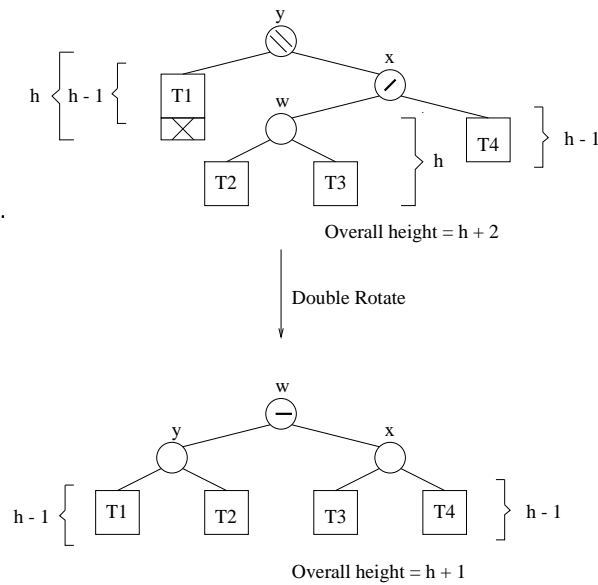 y
x
h
h - 1
T1
w
T4
h - 1
T2
T3
h
.
Overall height = h + 2
Double Rotate
w
y
x
h - 1
T1
T2
T3
T4
h - 1
Overall height = h + 1